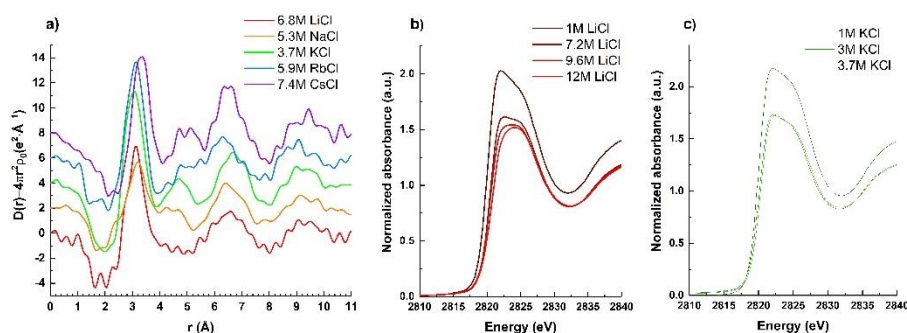 a)
6.8M LiCl
5.3M NaCl
3.7M KCl
5.9M RbCl
7.4M CsCl
D(r)-4πr²ρ₀(e²·Å⁻¹)
14
12
10
8
6
4
2
0
-2
-4
0 1 2 3 4 5 6 7 8 9 10 11
r (Å)
b)
1M LiCl
7.2M LiCl
9.6M LiCl
12M LiCl
Normalized absorbance (a.u.)
2.0
1.5
1.0
0.5
0.0
2810 2815 2820 2825 2830 2835 2840
Energy (eV)
c)
1M KCl
3M KCl
3.7M KCl
Normalized absorbance (a.u.)
2.0
1.5
1.0
0.5
0.0
2810 2815 2820 2825 2830 2835 2840
Energy (eV)